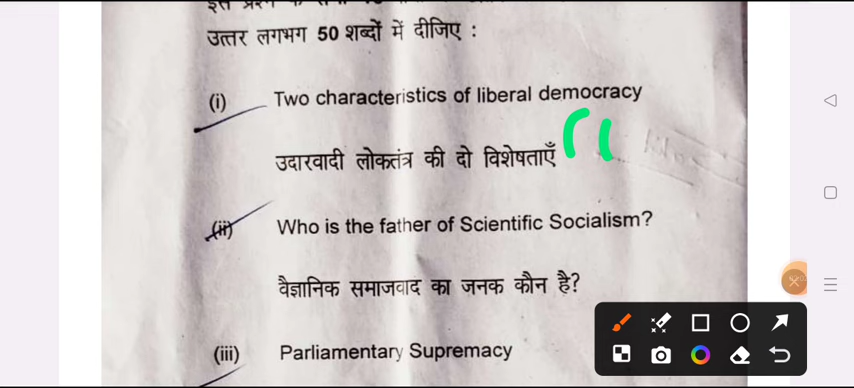 उत्तर लगभग 50 शब्दों में दीजिए :
(i) Two characteristics of liberal democracy
उदारवादी लोकतंत्र की दो विशेषताएँ
(ii) Who is the father of Scientific Socialism?
वैज्ञानिक समाजवाद का जनक कौन है?
(iii) Parliamentary Supremacy